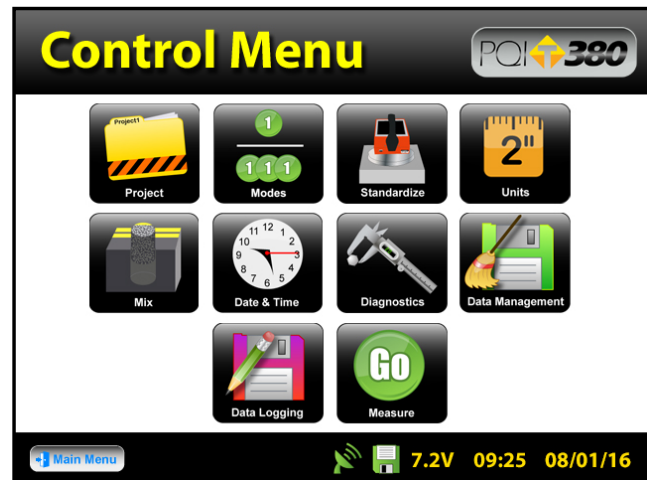 Control Menu
PQI T 380
Project1
Project
1
1 1 1
Modes
Standardize
2"
Units
Mix
12 1 2 3 4 5 6 7 8 9 10 11
Date & Time
Diagnostics
Data Management
Data Logging
Go
Measure
Main Menu
7.2V 09:25 08/01/16